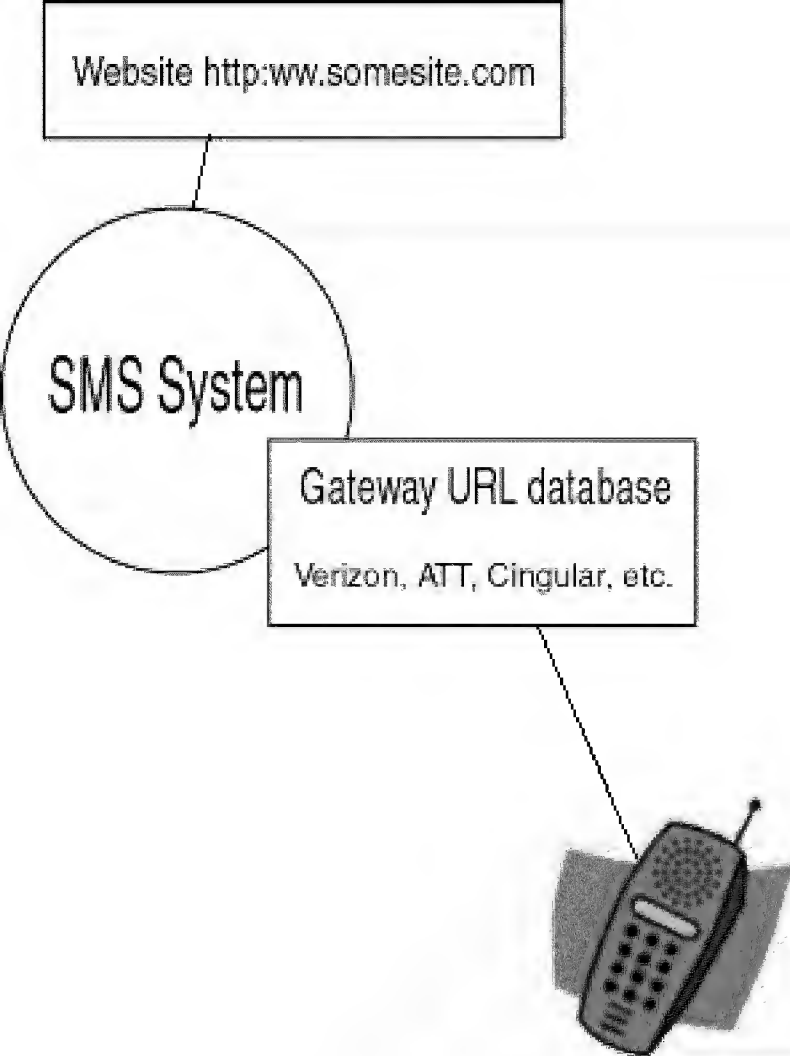 Website http:ww.somesite.com
SMS System
Gateway URL database
Verizon, ATT, Cingular, etc.